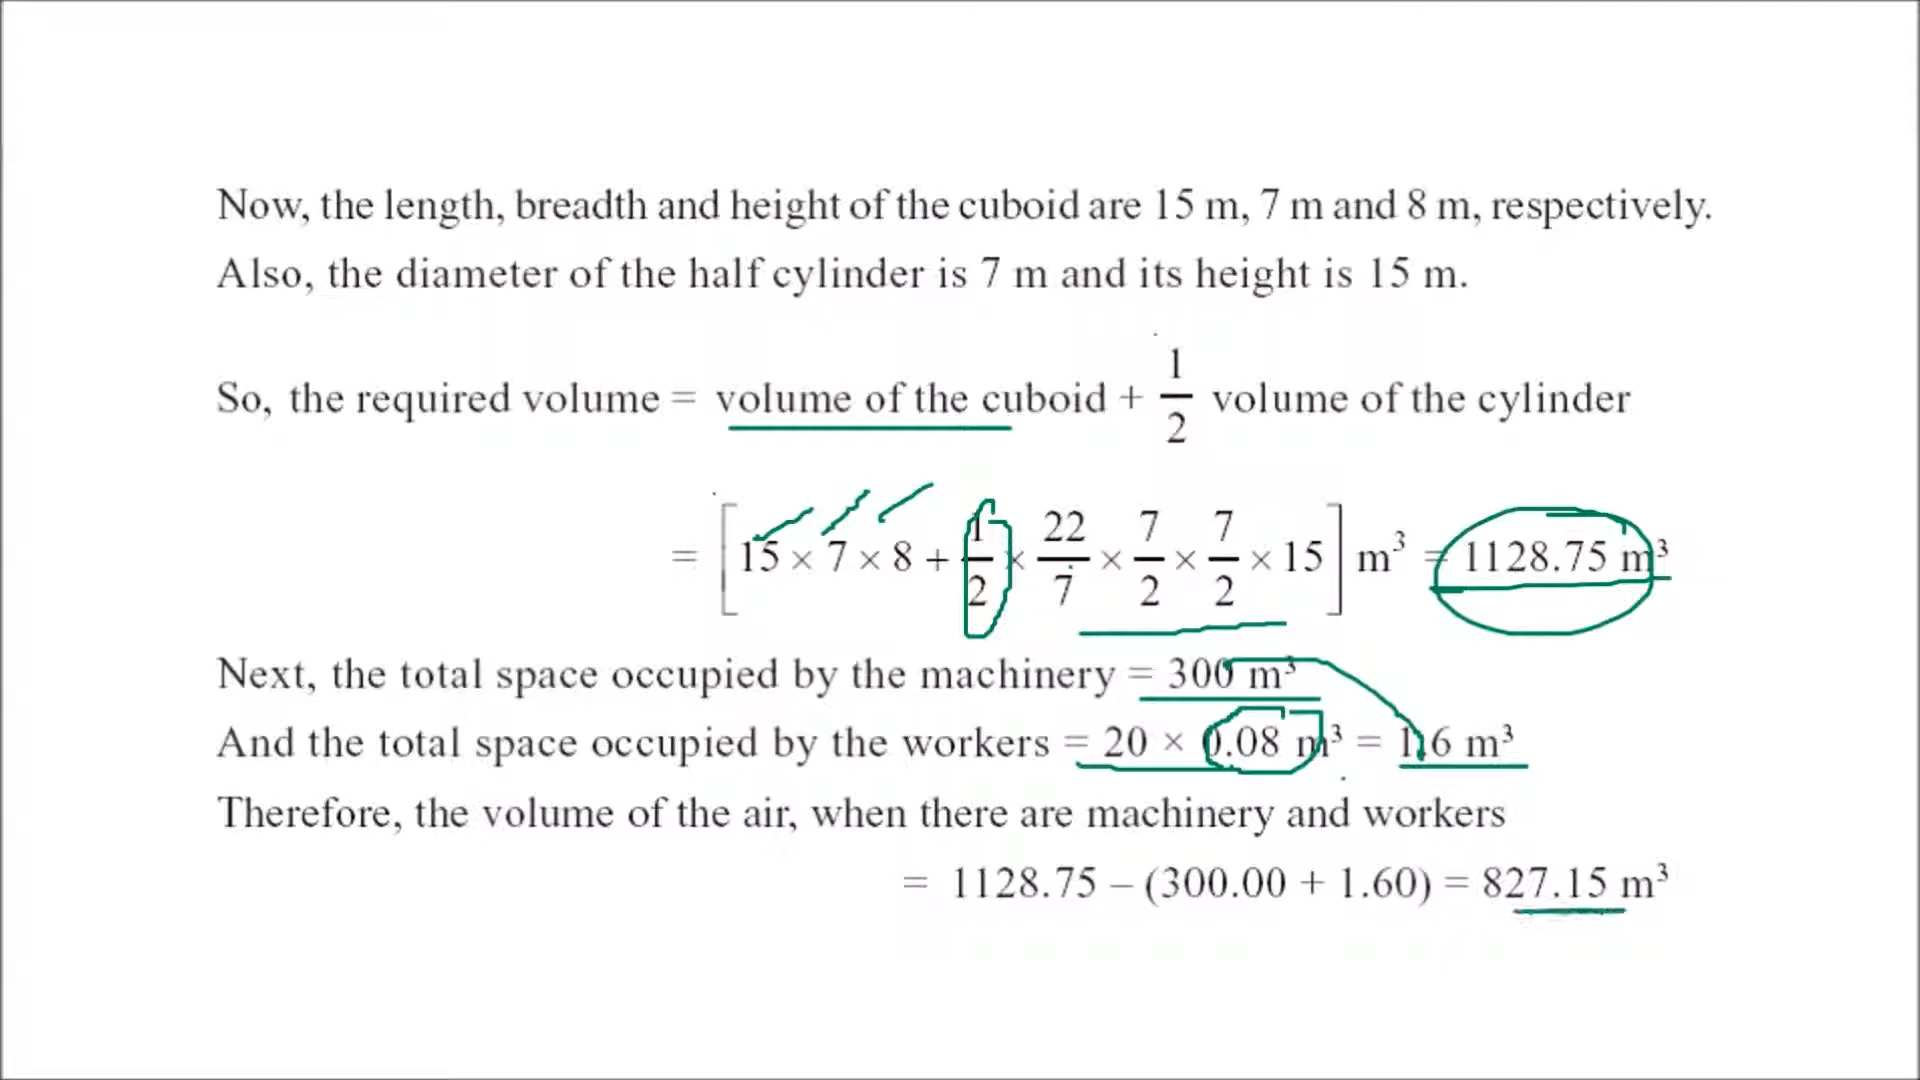 Now, the length, breadth and height of the cuboid are 15 m, 7 m and 8 m, respectively.
Also, the diameter of the half cylinder is 7 m and its height is 15 m.
So, the required volume = volume of the cuboid + 1/2 volume of the cylinder
= [15 × 7 × 8 + 1/2 × 22/7 × 7/2 × 7/2 × 15] m³ = 1128.75 m³
Next, the total space occupied by the machinery = 300 m³
And the total space occupied by the workers = 20 × 0.08 m³ = 1.6 m³
Therefore, the volume of the air, when there are machinery and workers
= 1128.75 – (300.00 + 1.60) = 827.15 m³